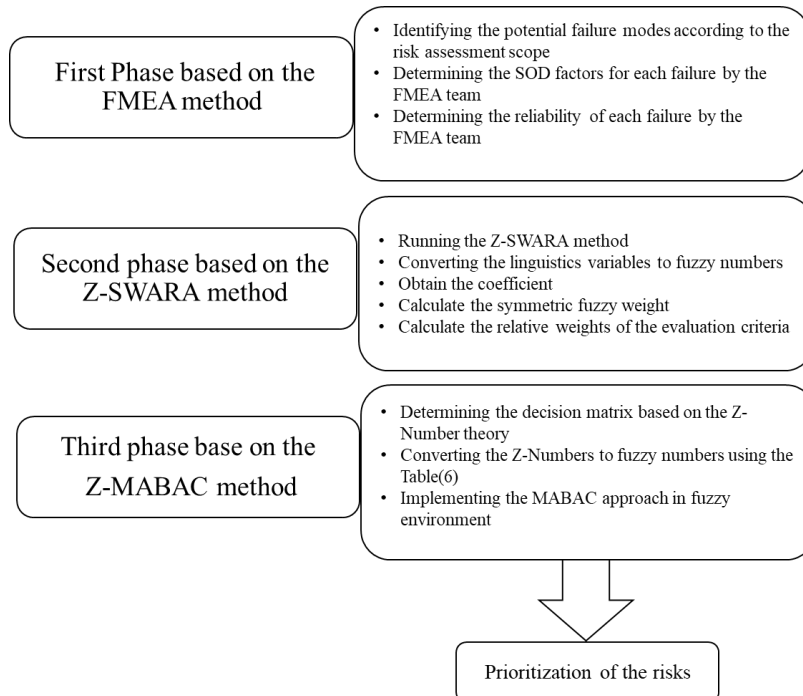 First Phase based on the
FMEA method
• Identifying the potential failure modes according to the
risk assessment scope
• Determining the SOD factors for each failure by the
FMEA team
• Determining the reliability of each failure by the
FMEA team
Second phase based on the
Z-SWARA method
• Running the Z-SWARA method
• Converting the linguistics variables to fuzzy numbers
• Obtain the coefficient
• Calculate the symmetric fuzzy weight
• Calculate the relative weights of the evaluation criteria
Third phase base on the
Z-MABAC method
• Determining the decision matrix based on the Z-
Number theory
• Converting the Z-Numbers to fuzzy numbers using the
Table(6)
• Implementing the MABAC approach in fuzzy
environment
Prioritization of the risks